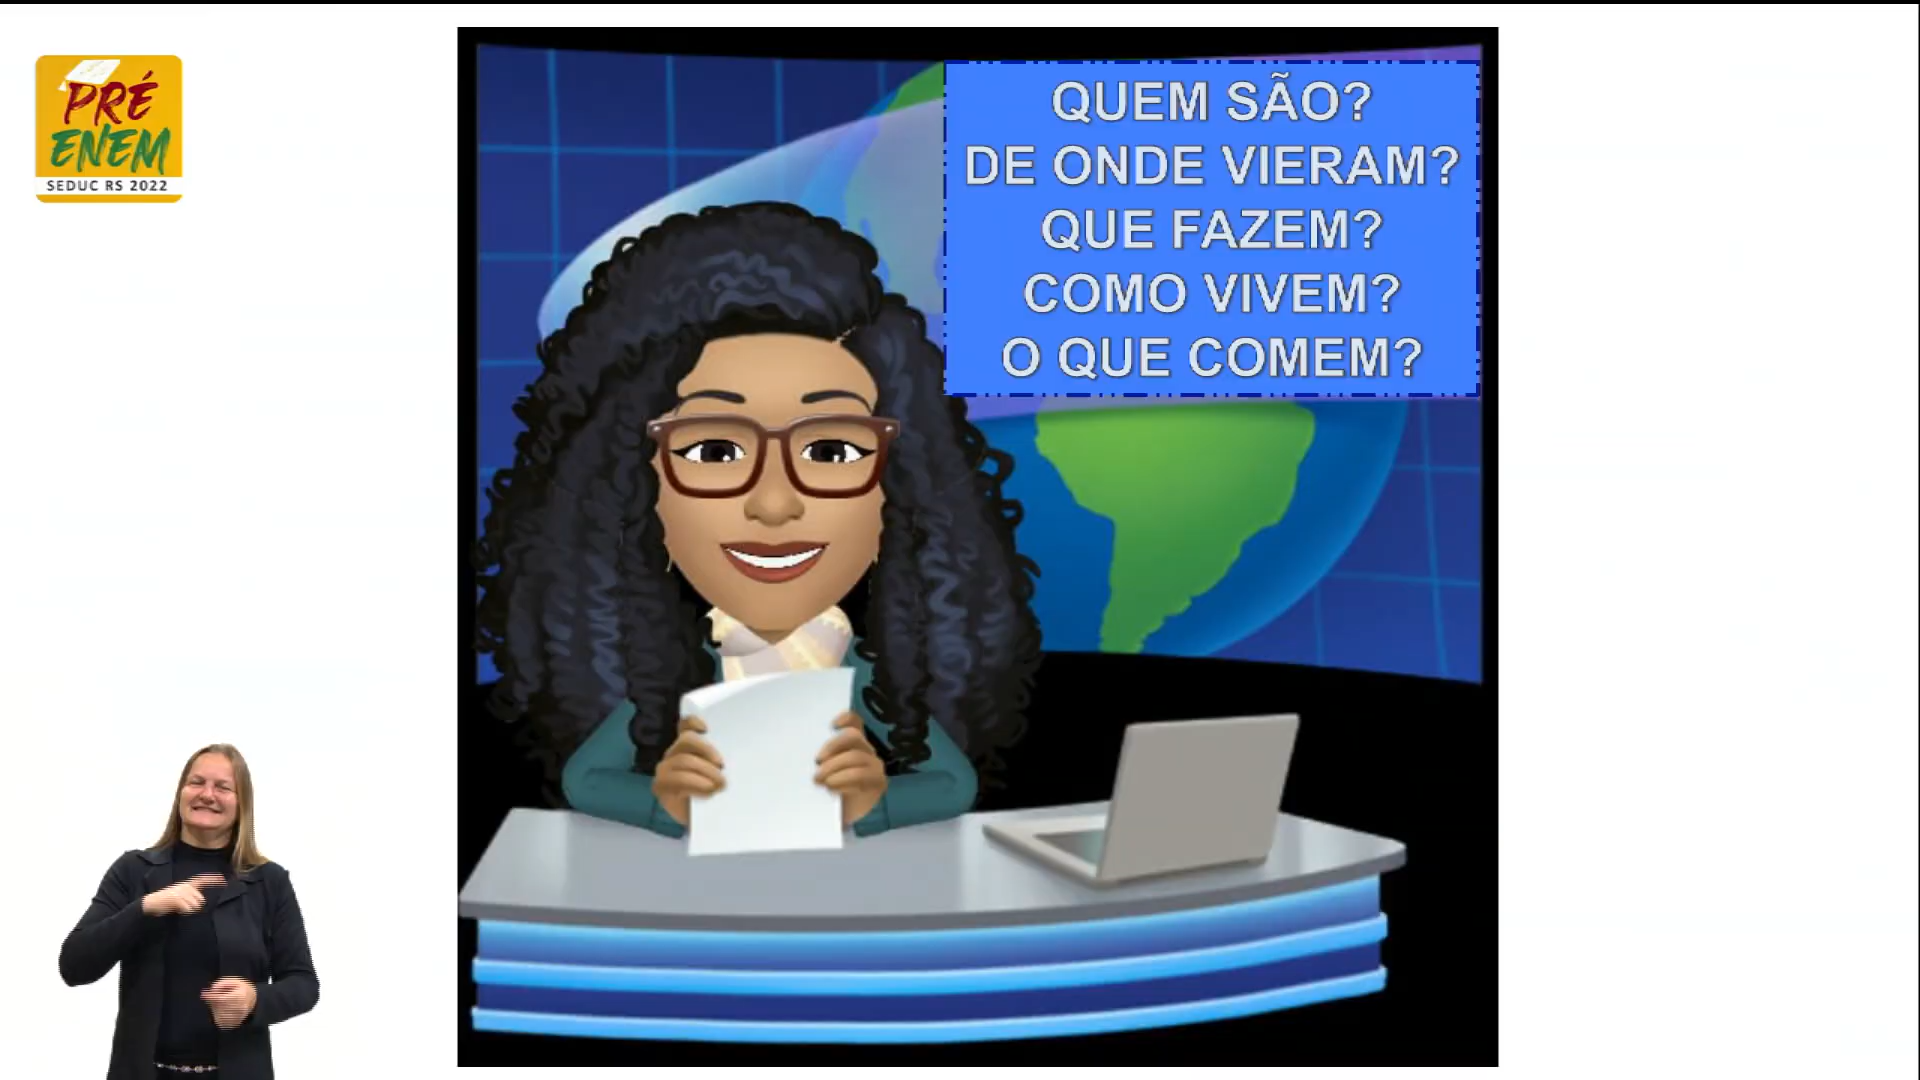 PRÉ
ENEM
SEDUC RS 2022
QUEM SÃO?
DE ONDE VIERAM?
QUE FAZEM?
COMO VIVEM?
O QUE COMEM?